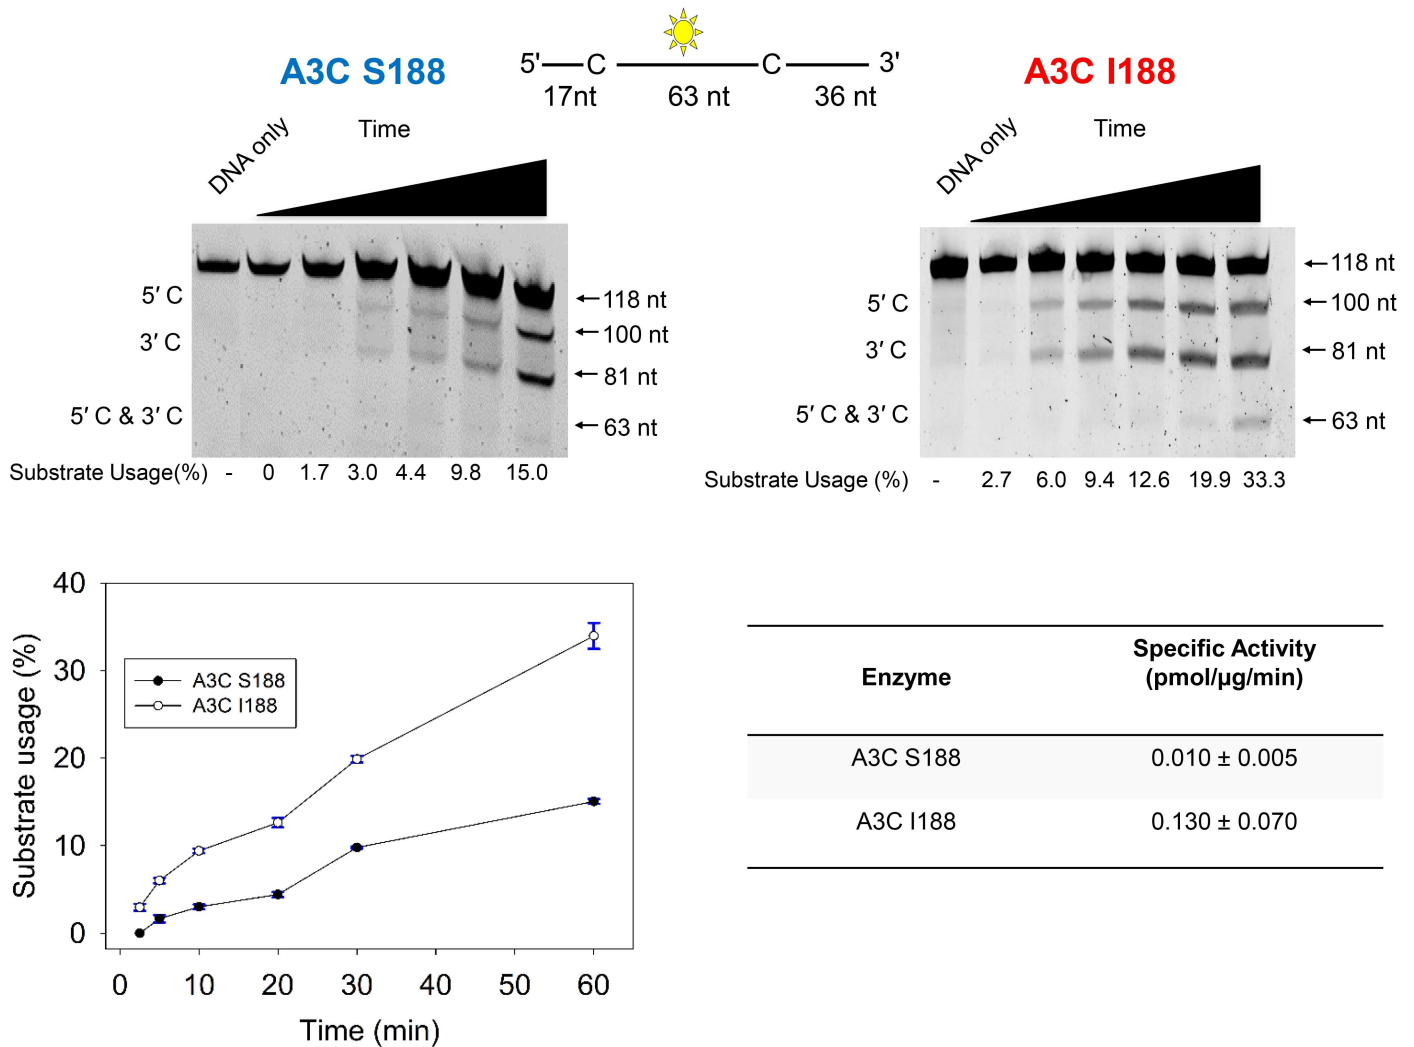 A3C S188
5' C C 3'
17nt 63 nt 36 nt
A3C I188
DNA only
Time
5′ C
3′ C
5′ C & 3′ C
118 nt
100 nt
81 nt
63 nt
Substrate Usage(%) - 0 1.7 3.0 4.4 9.8 15.0
DNA only
Time
5′ C
3′ C
5′ C & 3′ C
118 nt
100 nt
81 nt
63 nt
Substrate Usage (%) - 2.7 6.0 9.4 12.6 19.9 33.3
Substrate usage (%)
40
30
20
10
0
A3C S188
A3C I188
0 10 20 30 40 50 60
Time (min)
Enzyme
Specific Activity
(pmol/µg/min)
A3C S188 0.010 ± 0.005
A3C I188 0.130 ± 0.070